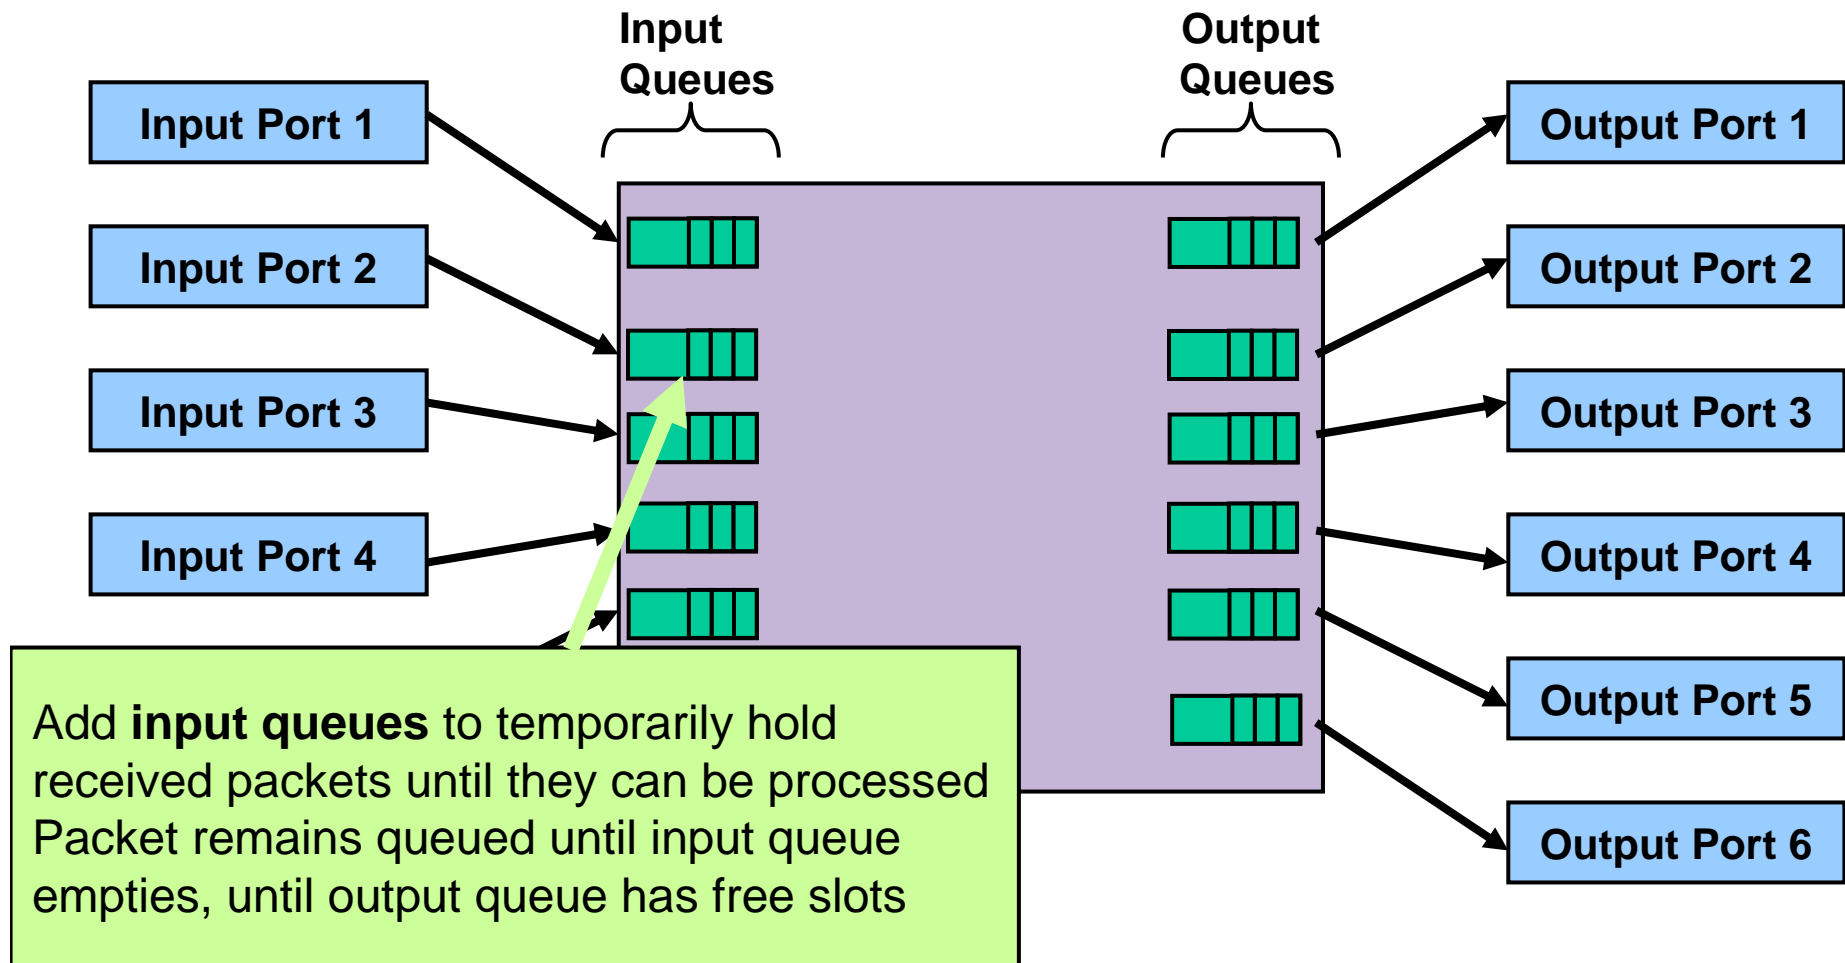 Input
Queues
Output
Queues
Input Port 1
Input Port 2
Input Port 3
Input Port 4
Output Port 1
Output Port 2
Output Port 3
Output Port 4
Output Port 5
Output Port 6
Add input queues to temporarily hold
received packets until they can be processed
Packet remains queued until input queue
empties, until output queue has free slots